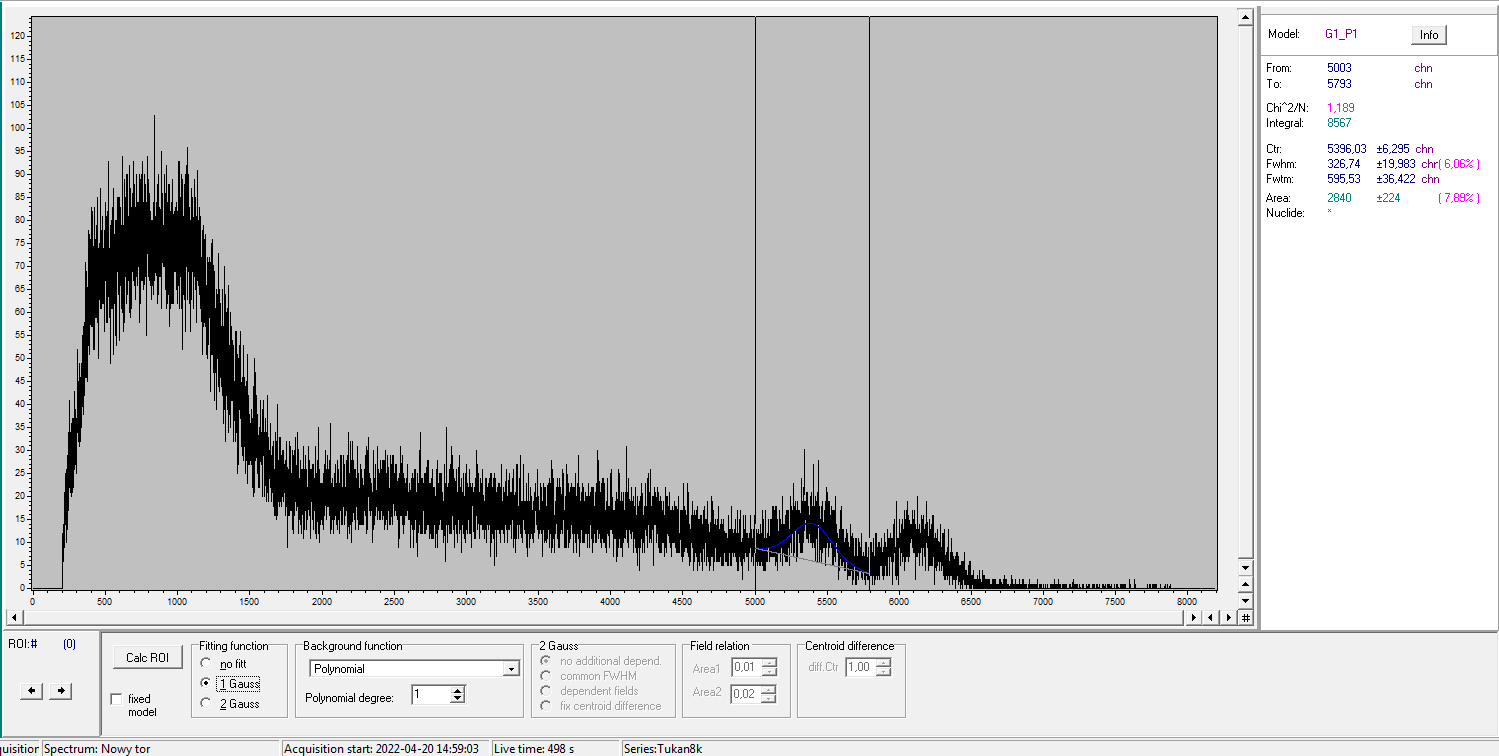 120
115
110
105
100
95
90
85
80
75
70
65
60
55
50
45
40
35
30
25
20
15
10
5
0
0 500 1000 1500 2000 2500 3000 3500 4000 4500 5000 5500 6000 6500 7000 7500 8000
Model: G1_P1 Info
From: 5003 chn
To: 5793 chn
Chi^2/N: 1,189
Integral: 8567
Ctr: 5396,03 ±6,295 chn
Fwhm: 326,74 ±19,983 chr( 6,06% )
Fwtm: 595,53 ±36,422 chn
Area: 2840 ±224 ( 7,89% )
Nuclide: *
ROI:# (0)
Calc ROI
fixed
model
Fitting function
no fitt
1 Gauss
2 Gauss
Background function
Polynomial
Polynomial degree: 1
2 Gauss
no additional depend.
common FWHM
dependent fields
fix centroid difference
Field relation
Area1 0,01
Area2 0,02
Centroid difference
diff.Ctr 1,00
quisition Spectrum: Nowy tor Acquisition start: 2022-04-20 14:59:03 Live time: 498 s Series:Tukan8k